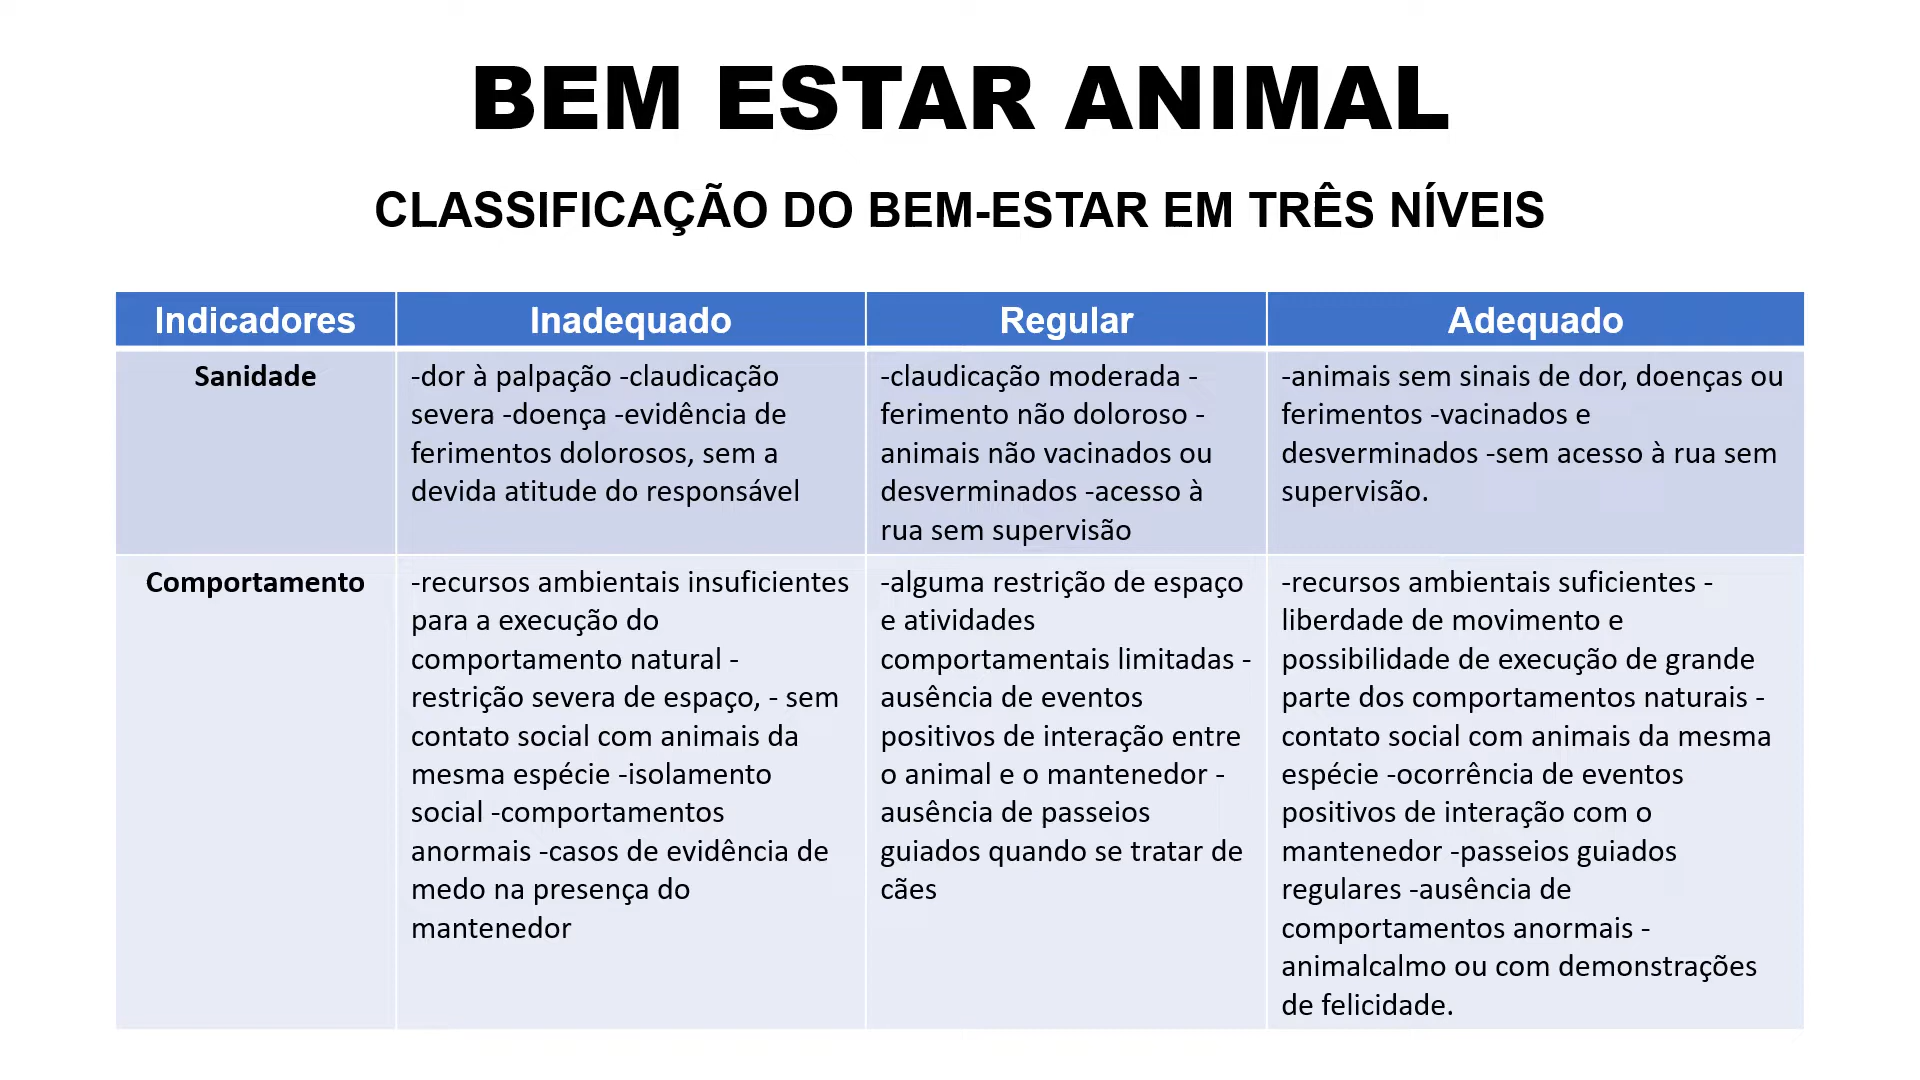 BEM ESTAR ANIMAL
CLASSIFICAÇÃO DO BEM-ESTAR EM TRÊS NÍVEIS
Indicadores
Inadequado
Regular
Adequado
Sanidade
-dor à palpação -claudicação
severa -doença -evidência de
ferimentos dolorosos, sem a
devida atitude do responsável
-claudicação moderada -
ferimento não doloroso -
animais não vacinados ou
desverminados -acesso à
rua sem supervisão
-animais sem sinais de dor, doenças ou
ferimentos -vacinados e
desverminados -sem acesso à rua sem
supervisão.
Comportamento
-recursos ambientais insuficientes
para a execução do
comportamento natural -
restrição severa de espaço, - sem
contato social com animais da
mesma espécie -isolamento
social -comportamentos
anormais -casos de evidência de
medo na presença do
mantenedor
-alguma restrição de espaço
e atividades
comportamentais limitadas -
ausência de eventos
positivos de interação entre
o animal e o mantenedor -
ausência de passeios
guiados quando se tratar de
cães
-recursos ambientais suficientes -
liberdade de movimento e
possibilidade de execução de grande
parte dos comportamentos naturais -
contato social com animais da mesma
espécie -ocorrência de eventos
positivos de interação com o
mantenedor -passeios guiados
regulares -ausência de
comportamentos anormais -
animalcalmo ou com demonstrações
de felicidade.